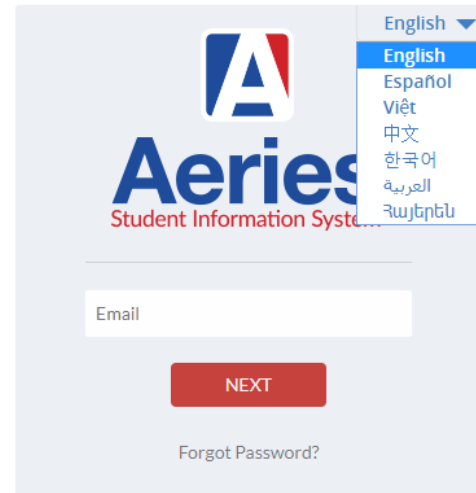 English
English
Español
Việt
中文
한국어
العربية
Հայերեն
Aeries
Student Information System
Email
NEXT
Forgot Password?